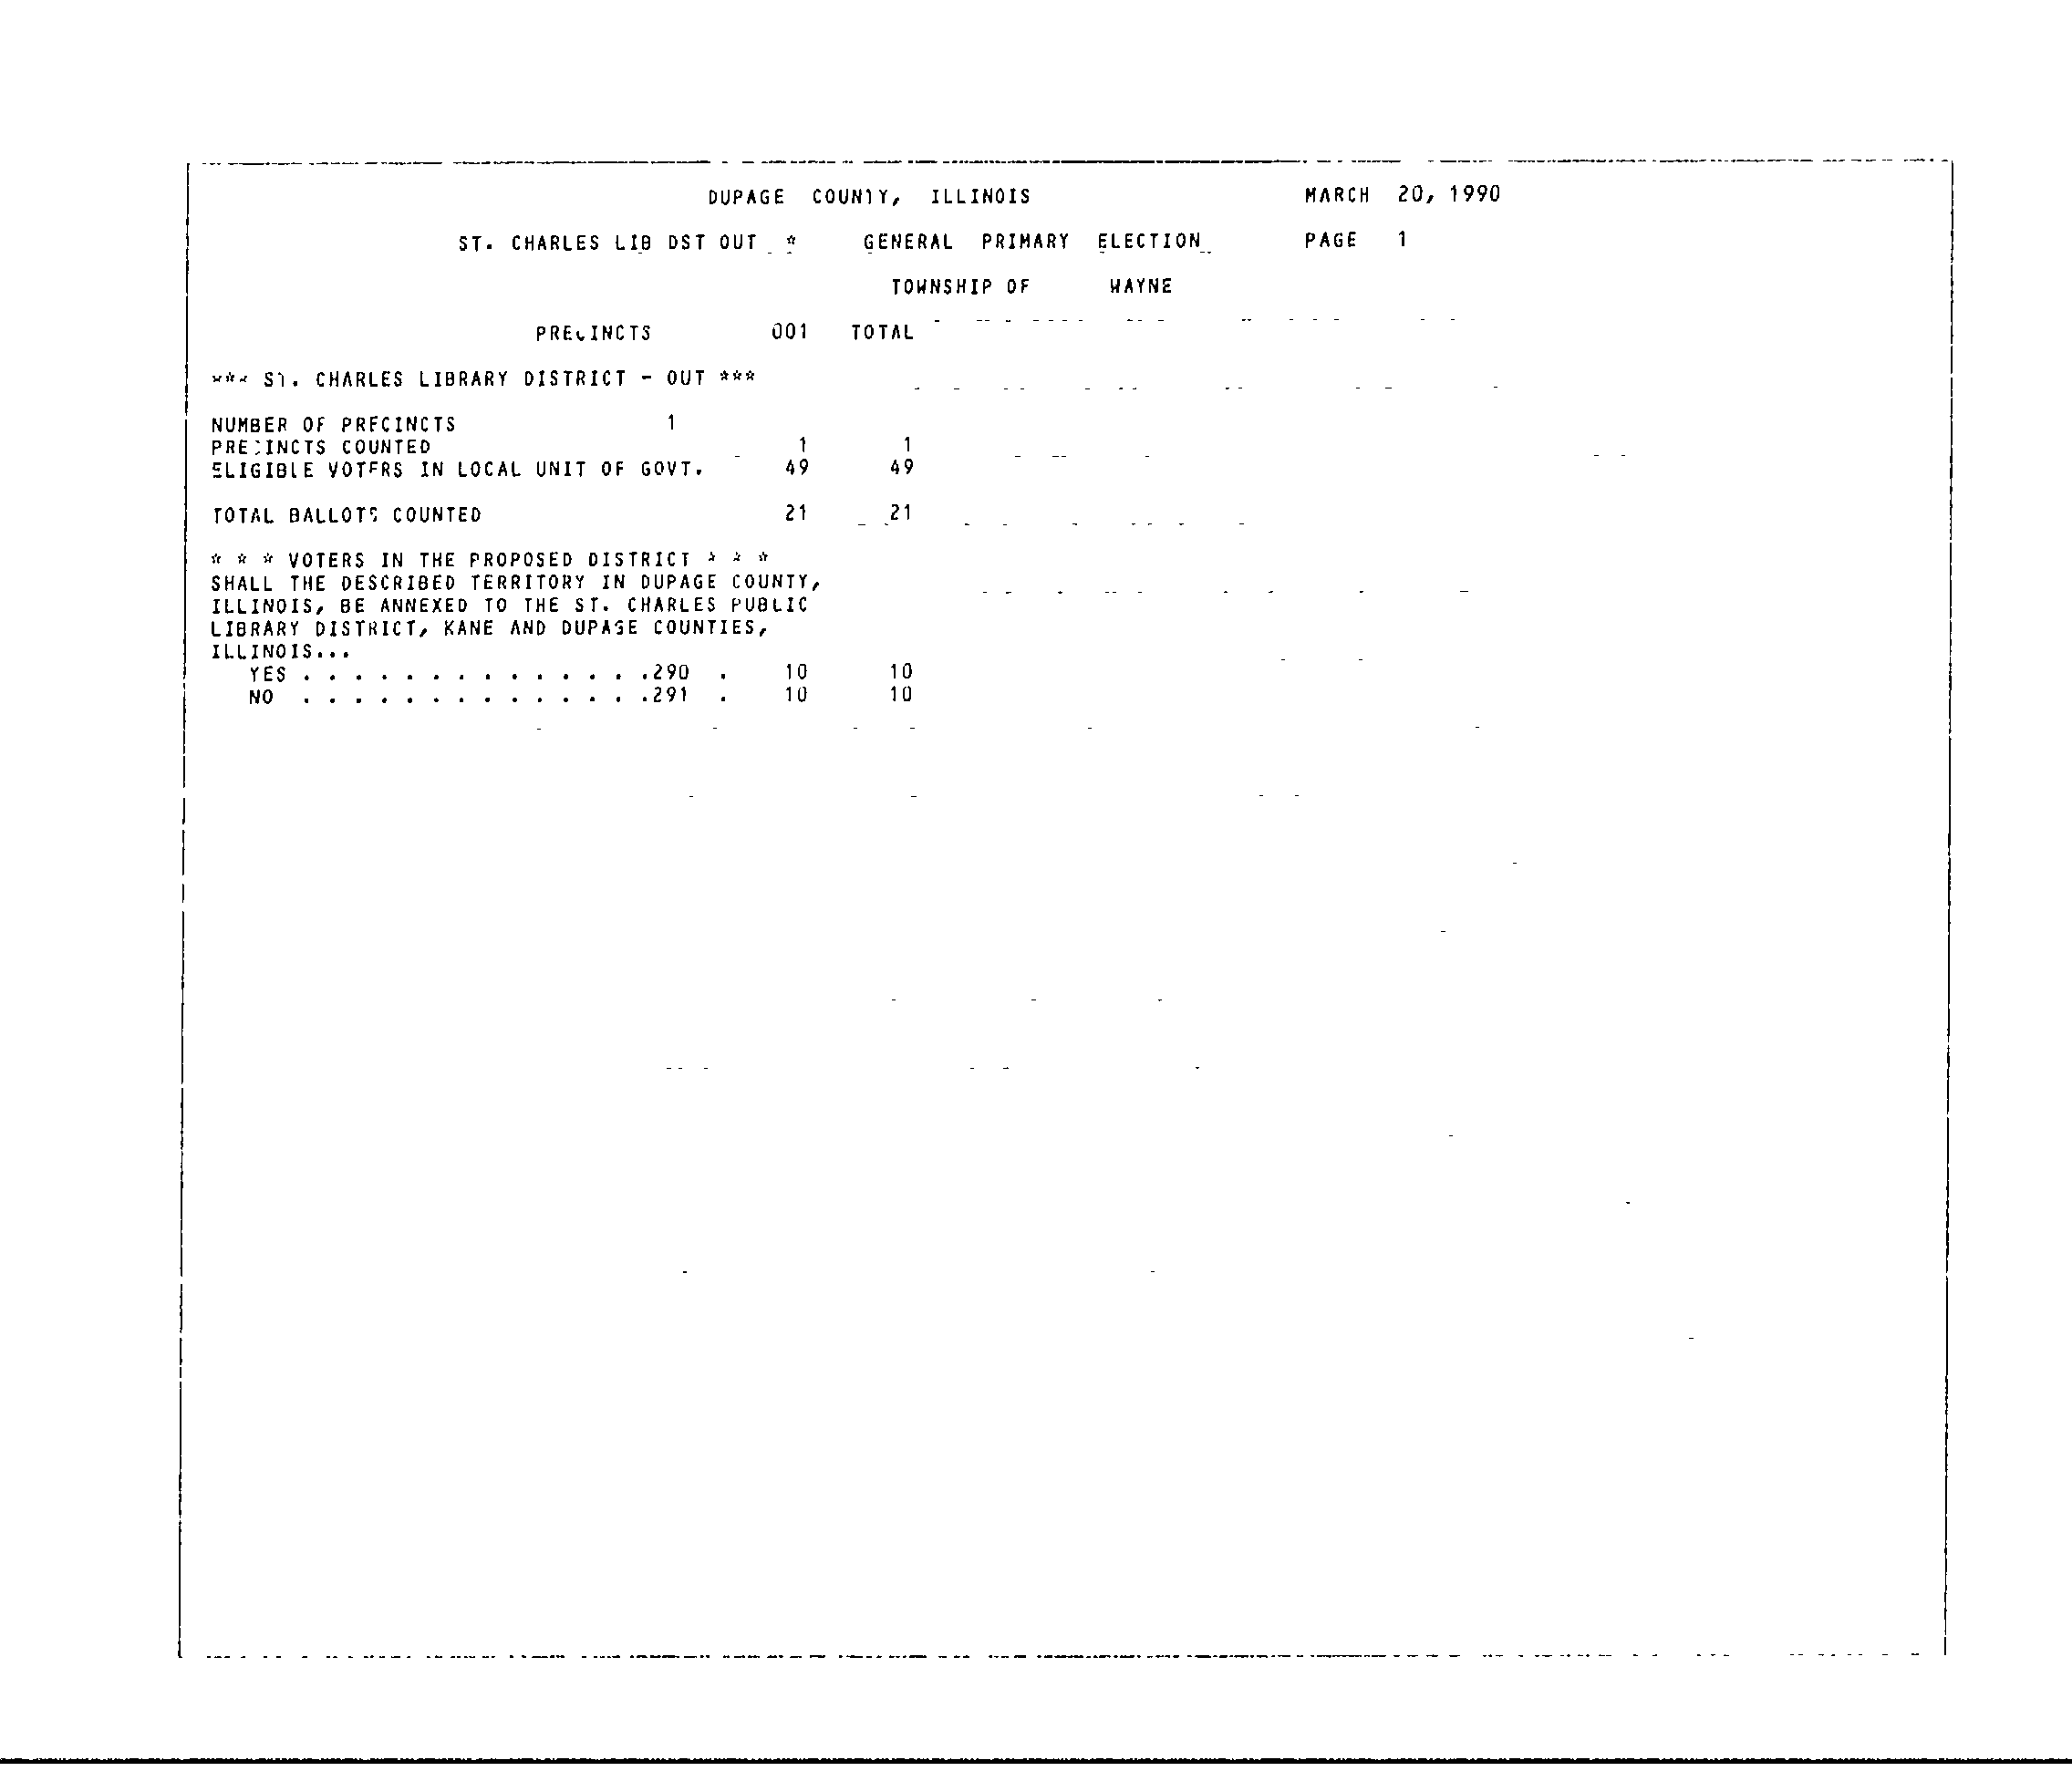 DUPAGE COUNTY, ILLINOIS MARCH 20, 1990
ST. CHARLES LIB DST OUT * GENERAL PRIMARY ELECTION PAGE 1
TOWNSHIP OF WAYNE
PRECINCTS 001 TOTAL
*** ST. CHARLES LIBRARY DISTRICT - OUT ***
NUMBER OF PRECINCTS 1
PRECINCTS COUNTED 1 1
ELIGIBLE VOTERS IN LOCAL UNIT OF GOVT. 49 49
TOTAL BALLOTS COUNTED 21 21
* * * VOTERS IN THE PROPOSED DISTRICT * * *
SHALL THE DESCRIBED TERRITORY IN DUPAGE COUNTY,
ILLINOIS, BE ANNEXED TO THE ST. CHARLES PUBLIC
LIBRARY DISTRICT, KANE AND DUPAGE COUNTIES,
ILLINOIS...
YES . . . . . . . . . . . . . .290 . 10 10
NO . . . . . . . . . . . . . .291 . 10 10